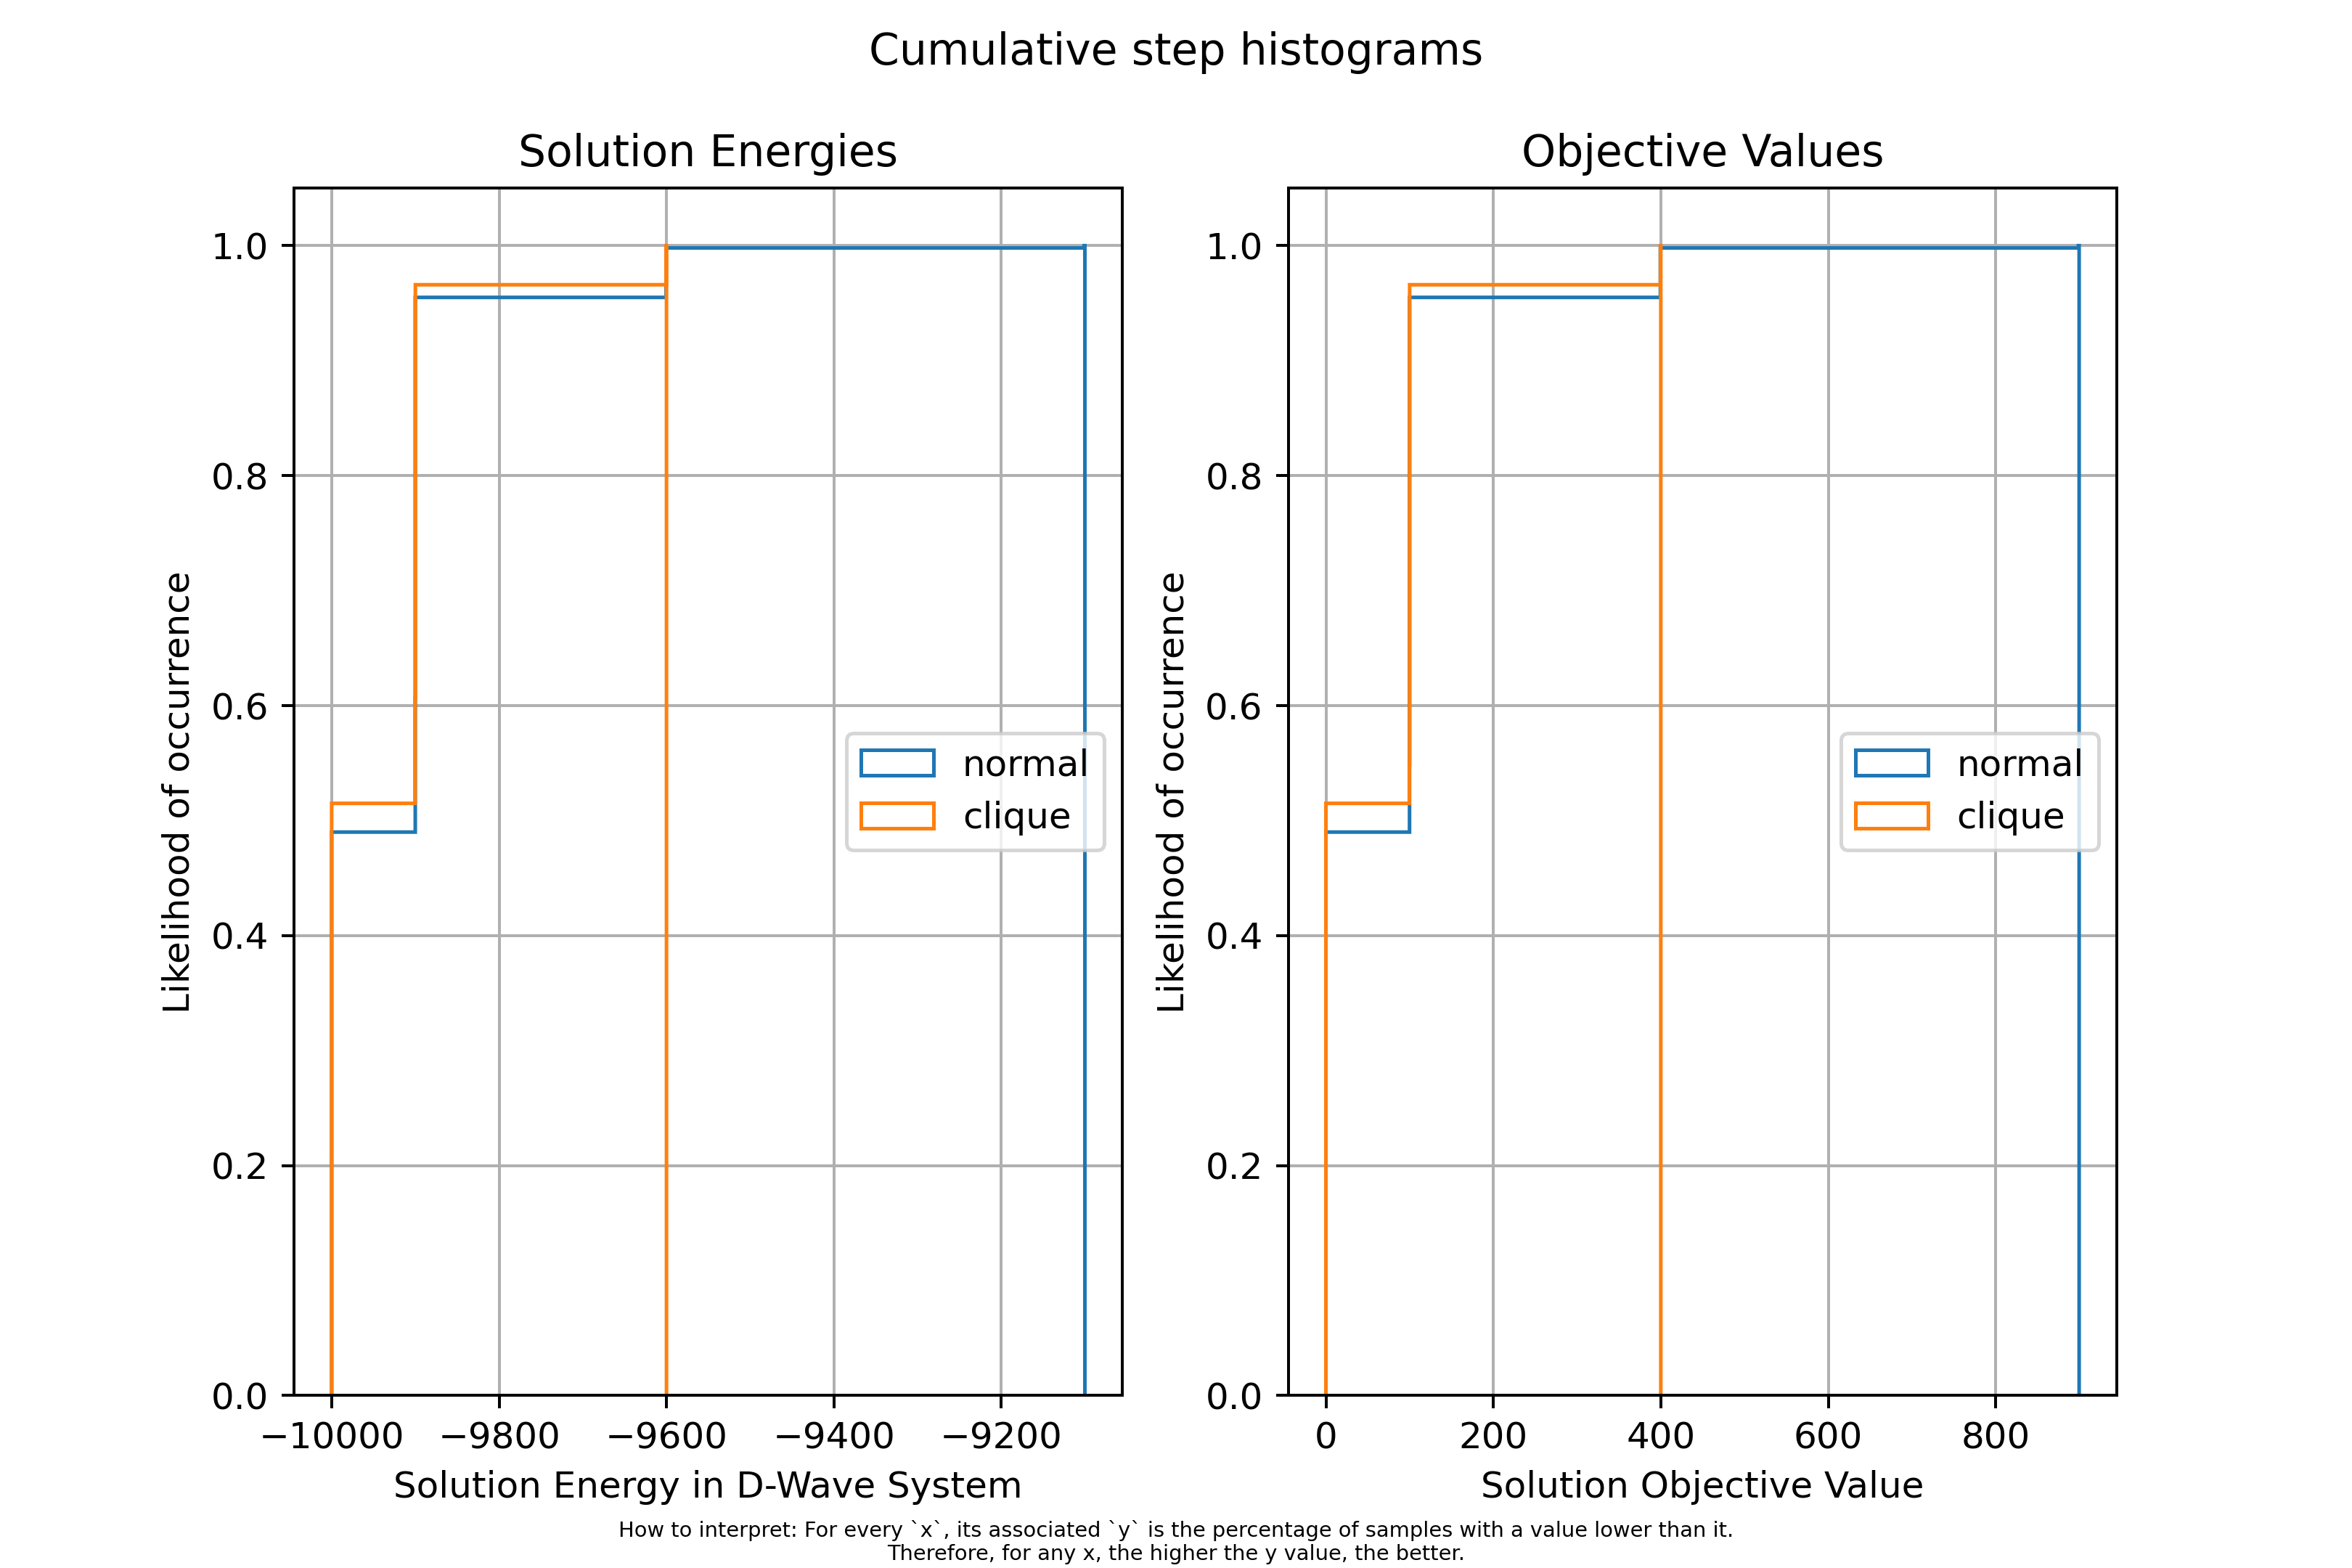 Cumulative step histograms
Solution Energies
1.0
0.8
0.6
0.4
0.2
0.0
Likelihood of occurrence
normal
clique
−10000 −9800 −9600 −9400 −9200
Solution Energy in D-Wave System
Objective Values
1.0
0.8
0.6
0.4
0.2
0.0
Likelihood of occurrence
normal
clique
0 200 400 600 800
Solution Objective Value
How to interpret: For every `x`, its associated `y` is the percentage of samples with a value lower than it.
Therefore, for any x, the higher the y value, the better.